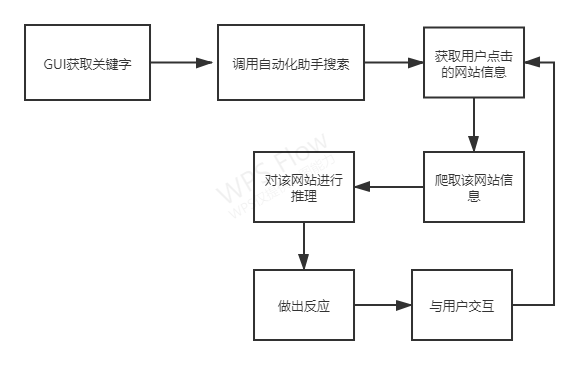 GUI获取关键字
调用自动化助手搜索
获取用户点击
的网站信息
对该网站进行
推理
爬取该网站信
息
做出反应
与用户交互
WPS Flow